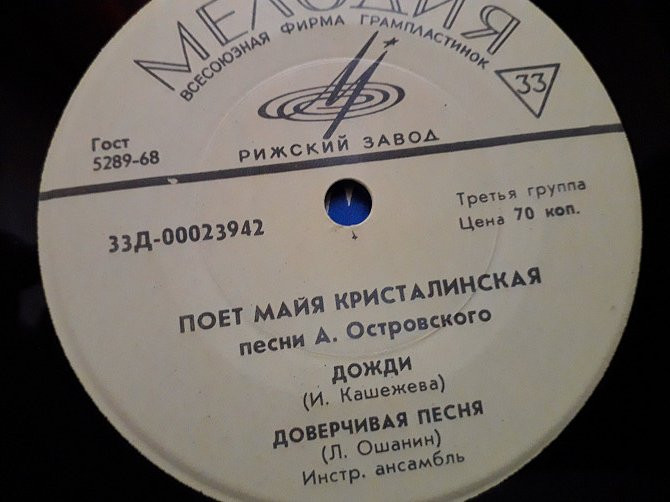 МЕЛОДИЯ
ВСЕСОЮЗНАЯ ФИРМА ГРАМПЛАСТИНОК
33
РИЖСКИЙ ЗАВОД
Гост
5289-68
33Д-00023942
Третья группа
Цена 70 коп.
ПОЕТ МАЙЯ КРИСТАЛИНСКАЯ
песни А. Островского
ДОЖДИ
(И. Кашежева)
ДОВЕРЧИВАЯ ПЕСНЯ
(Л. Ошанин)
Инстр. ансамбль